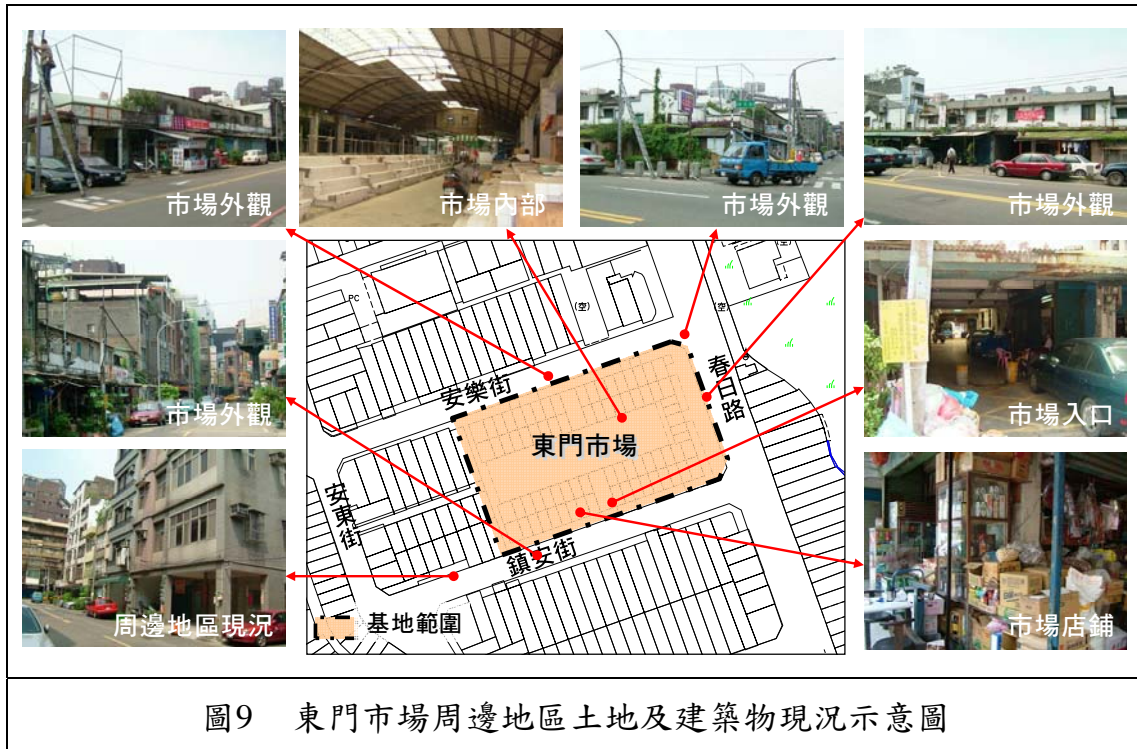 市場外觀
市場內部
市場外觀
市場外觀
市場外觀
市場入口
周邊地區現況
市場店鋪
PC
(空)
(空)
(空)
安樂街
春日路
東門市場
安東街
鎮安街
基地範圍
圖9 東門市場周邊地區土地及建築物現況示意圖